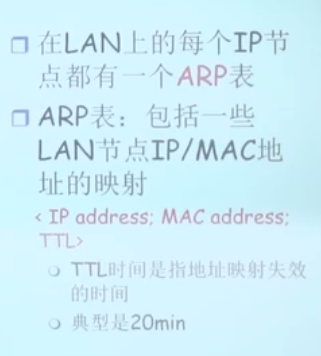 在LAN上的每个IP节
点都有一个ARP表
ARP表：包括一些
LAN节点IP/MAC地
址的映射
< IP address; MAC address;
TTL>
TTL时间是指地址映射失效
的时间
典型是20min